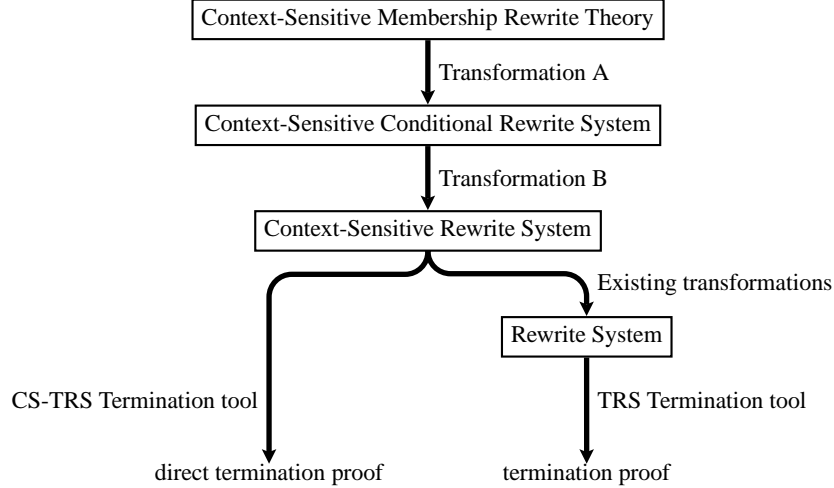 Context-Sensitive Membership Rewrite Theory
Transformation A
Context-Sensitive Conditional Rewrite System
Transformation B
Context-Sensitive Rewrite System
Existing transformations
Rewrite System
CS-TRS Termination tool
TRS Termination tool
direct termination proof
termination proof